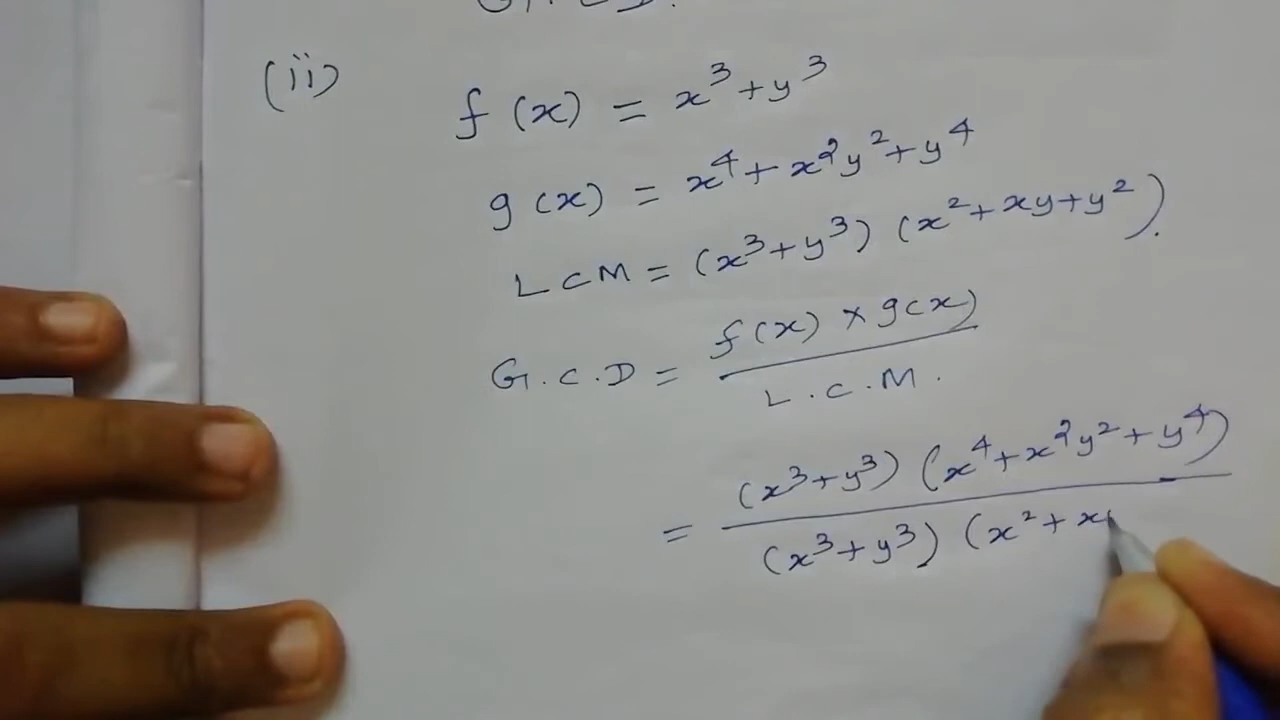 G.C.D.
(ii) f(x) = x³+y³
g(x) = x⁴+x²y²+y⁴
LCM = (x³+y³) (x²+xy+y²).
G.C.D = f(x) × g(x)
L.C.M.
= (x³+y³) (x⁴+x²y²+y⁴)
(x³+y³) (x²+x